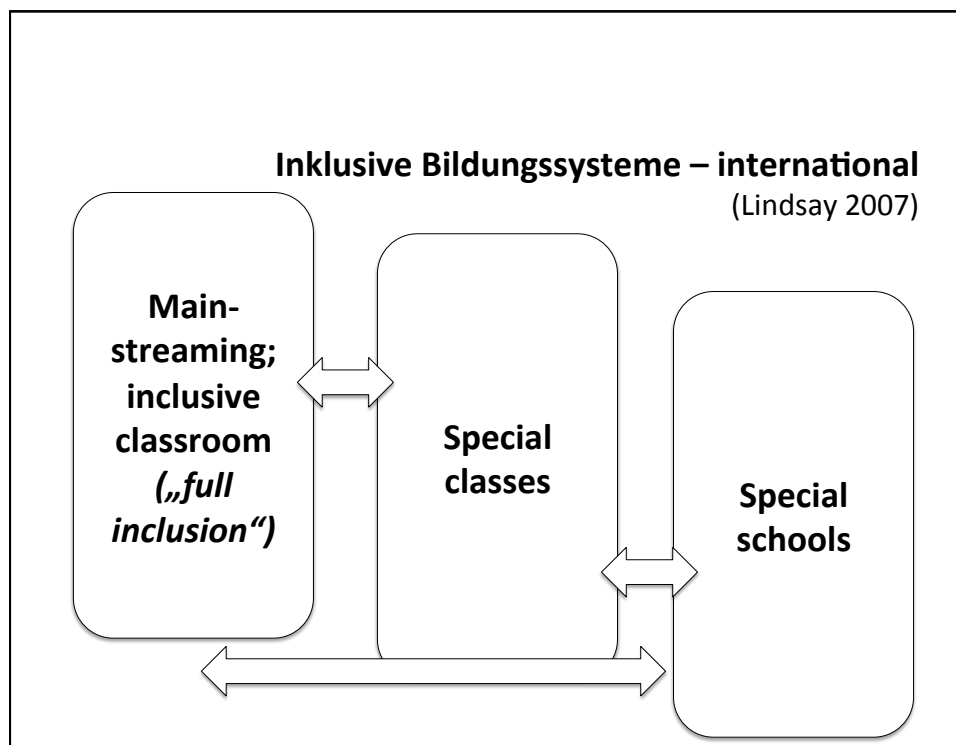 Inklusive Bildungssysteme – international
(Lindsay 2007)
Main-
streaming;
inclusive
classroom
(„full
inclusion“)
Special
classes
Special
schools